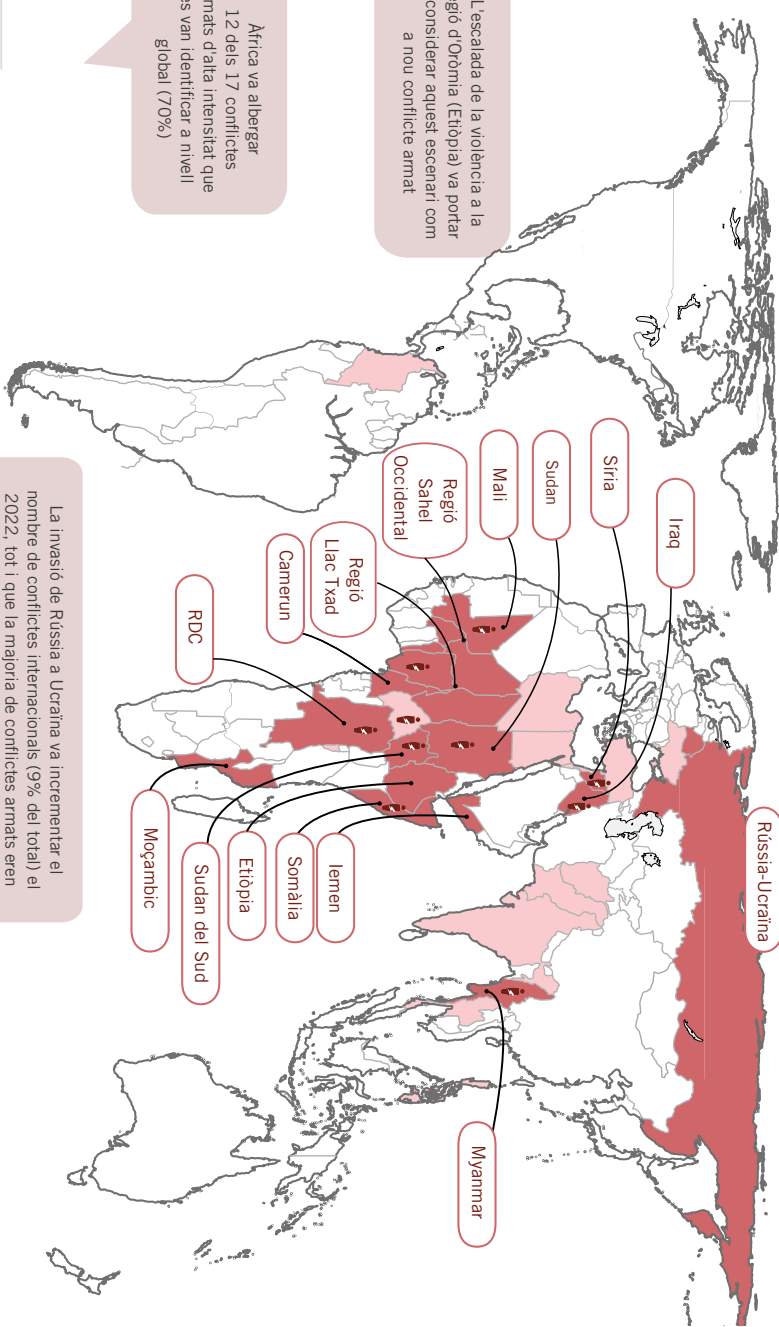 Rússia-Ucraïna
Iraq
Síria
Sudan
Mali
Regió
Sahel
Occidental
Regió
Llac Txad
Camerun
RDC
Myanmar
Iemen
Somàlia
Etiòpia
Sudan del Sud
Moçambic
L'escalada de la violència a la
egió d'Oròmia (Etiòpia) va portar
considerar aquest escenari com
a nou conflicte armat
Àfrica va albergar
12 dels 17 conflictes
mats d'alta intensitat que
es van identificar a nivell
global (70%)
La invasió de Rússia a Ucraïna va incrementar el
nombre de conflictes internacionals (9% del total) el
2022, tot i que la majoria de conflictes armats eren